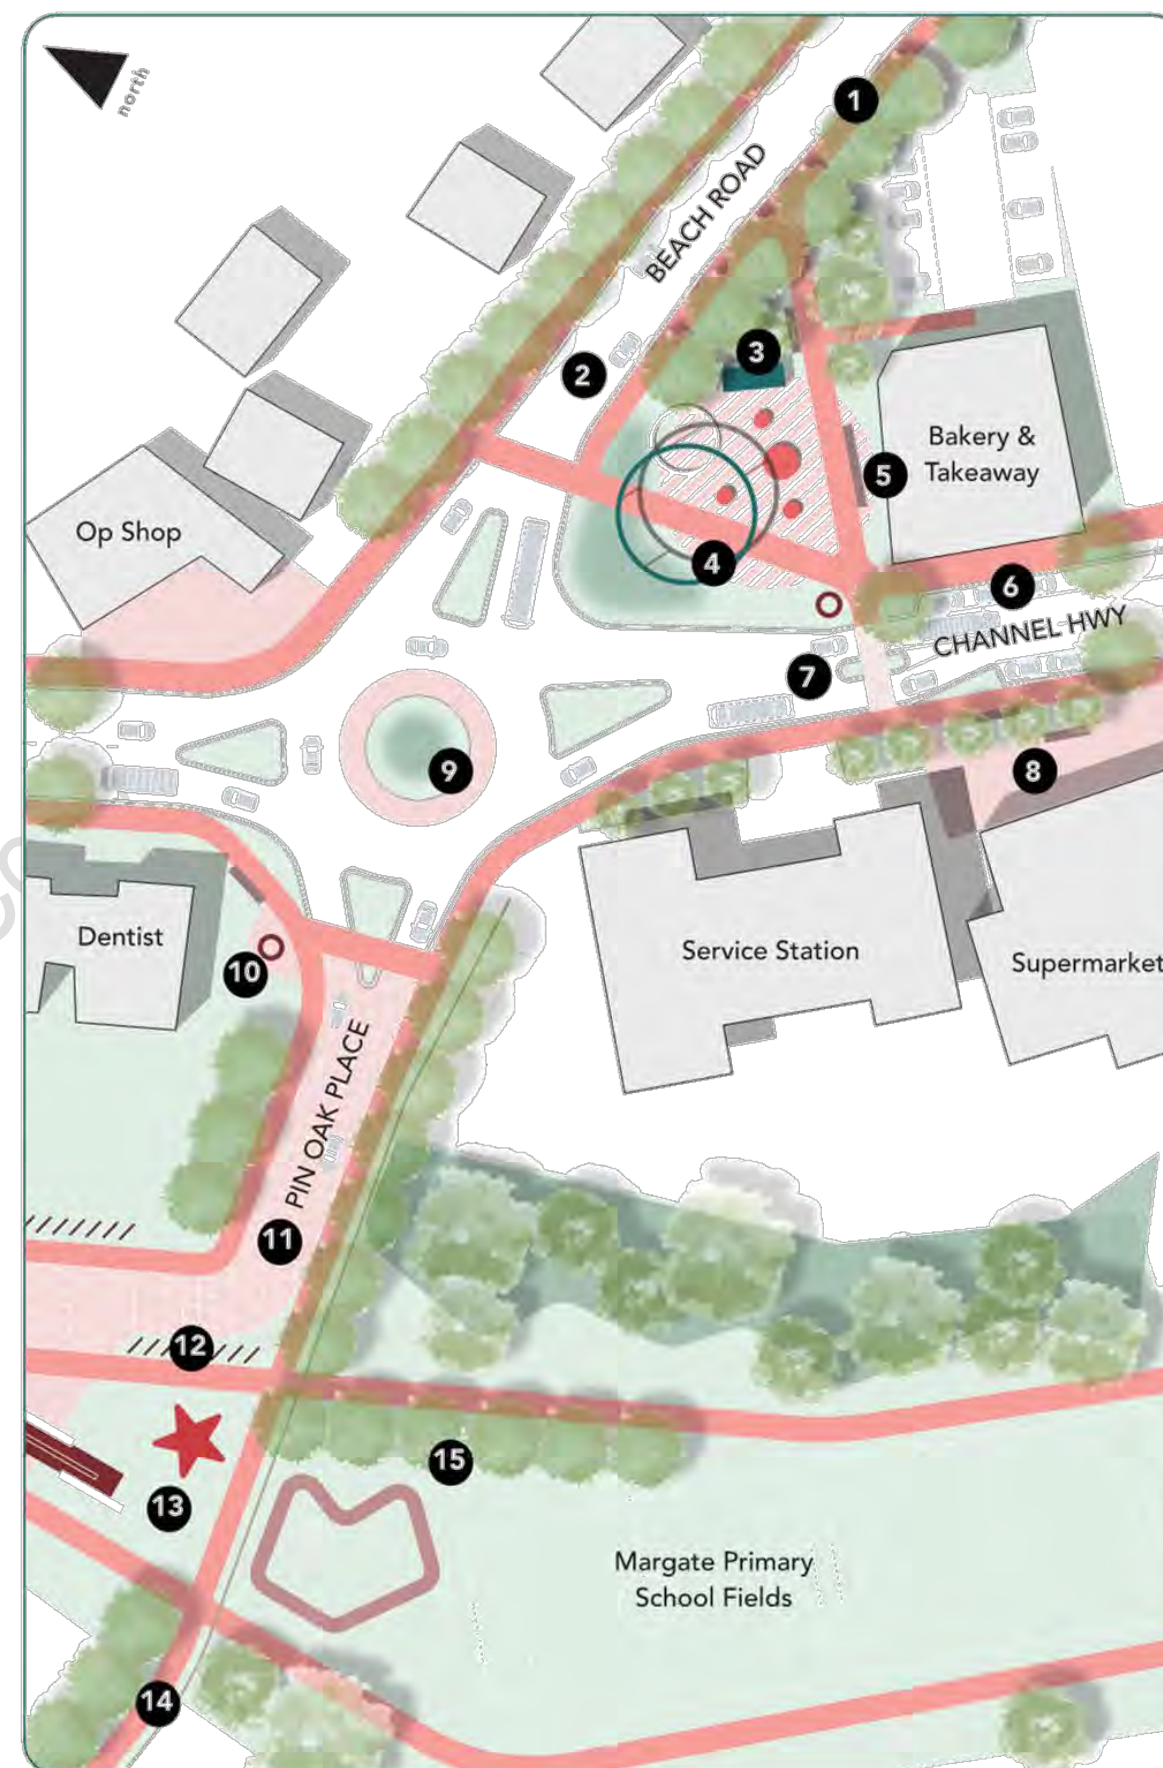 north
1
BEACH ROAD
2
3
Bakery &
Takeaway
5
Op Shop
4
6
CHANNEL HWY
7
9
8
Dentist
10
Service Station
Supermarket
PIN OAK PLACE
11
12
15
13
Margate Primary
School Fields
14